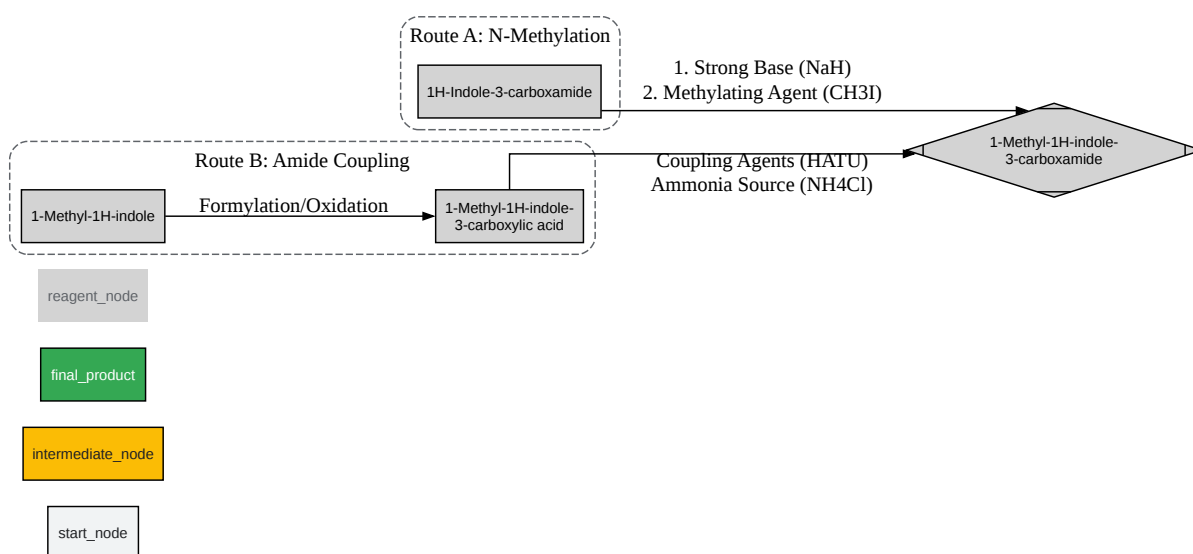 Route A: N-Methylation
1H-Indole-3-carboxamide
1. Strong Base (NaH)
2. Methylating Agent (CH3I)
1-Methyl-1H-indole-
3-carboxamide
Route B: Amide Coupling
1-Methyl-1H-indole
Formylation/Oxidation
1-Methyl-1H-indole-
3-carboxylic acid
Coupling Agents (HATU)
Ammonia Source (NH4Cl)
reagent_node
final_product
intermediate_node
start_node